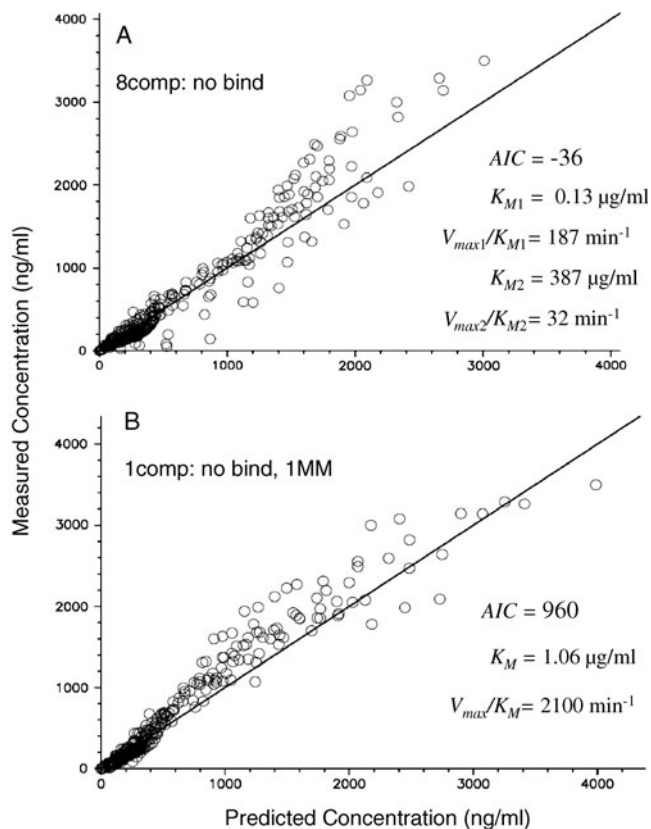 A
8comp: no bind
4000
3000
2000
1000
0
AIC = -36
K_M1 = 0.13 µg/ml
V_max1/K_M1= 187 min⁻¹
K_M2 = 387 µg/ml
V_max2/K_M2= 32 min⁻¹
0 1000 2000 3000 4000
Measured Concentration (ng/ml)
B
1comp: no bind, 1MM
4000
3000
2000
1000
0
AIC = 960
K_M = 1.06 µg/ml
V_max/K_M= 2100 min⁻¹
0 1000 2000 3000 4000
Predicted Concentration (ng/ml)